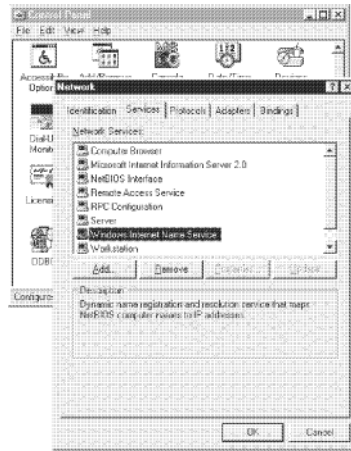 Control Panel
File Edit View Help
Network
Identification Services Protocols Adapters Bindings
Network Services:
Computer Browser
Microsoft Internet Information Server 2.0
NetBIOS Interface
Remote Access Service
RPC Configuration
Server
Windows Internet Name Service
Workstation
Add... Remove Properties... Update
Description:
Dynamic name registration and resolution service that maps
NetBIOS computer names to IP addresses.
OK Cancel
ODBC